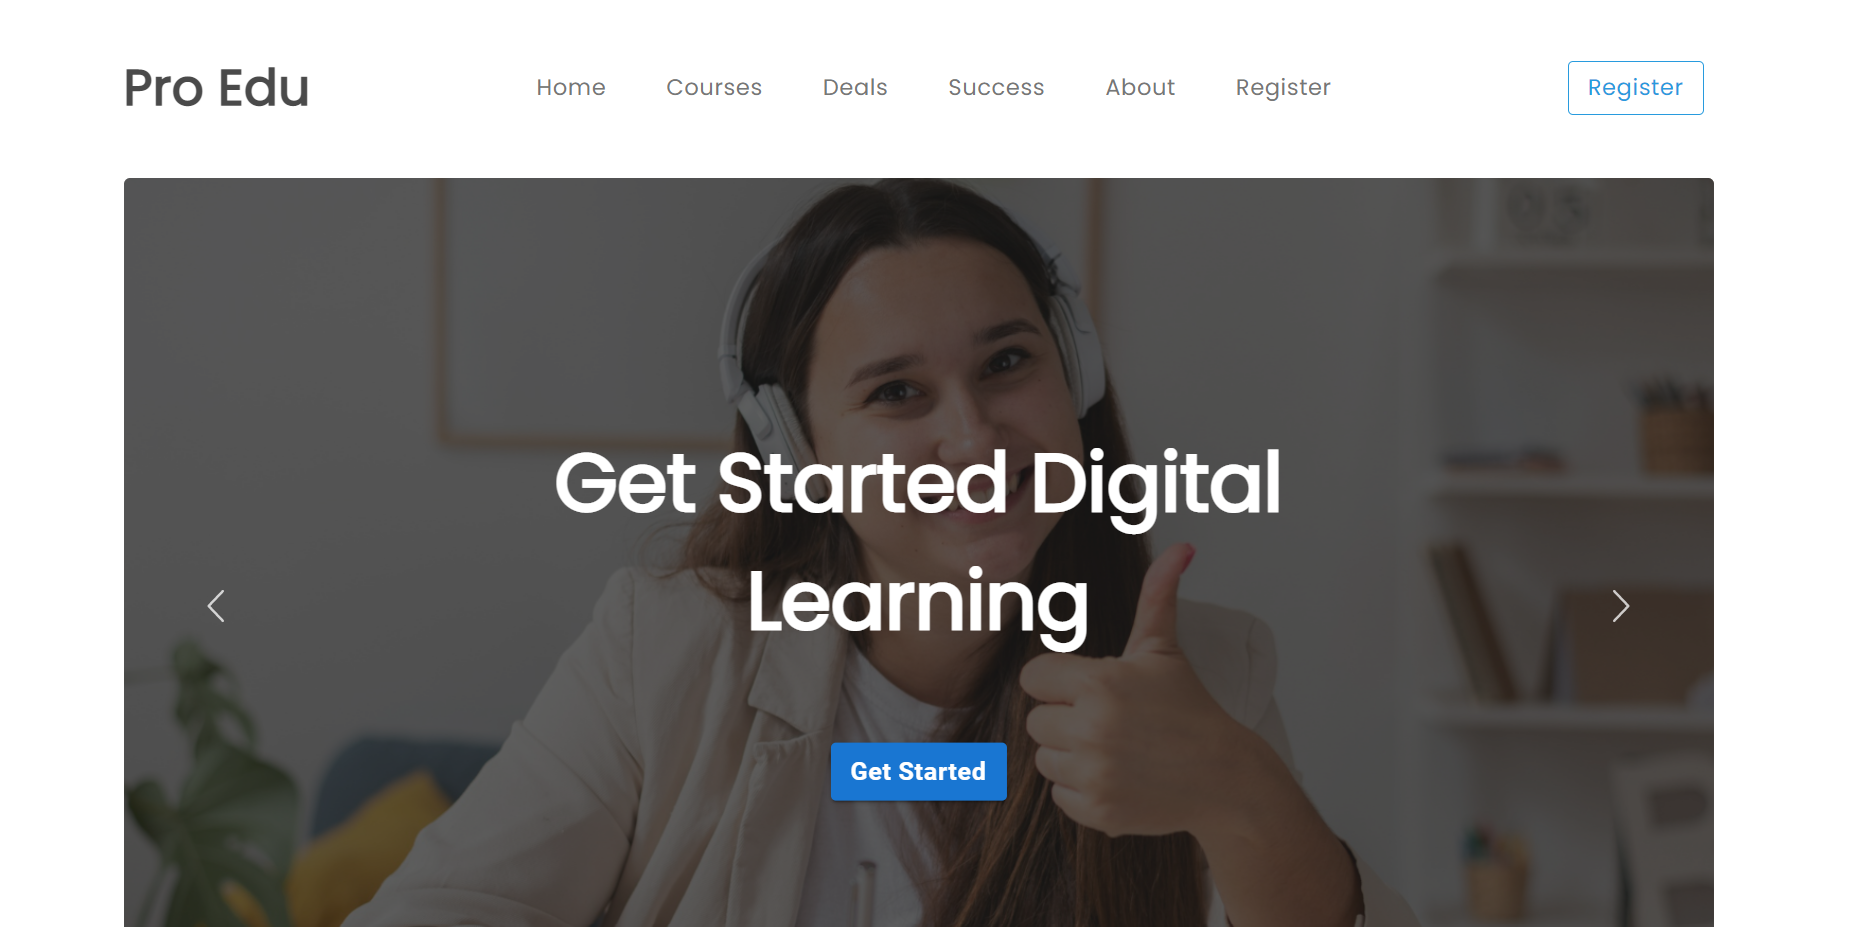 Pro Edu
Home Courses Deals Success About Register
Register
Get Started Digital
Learning
Get Started